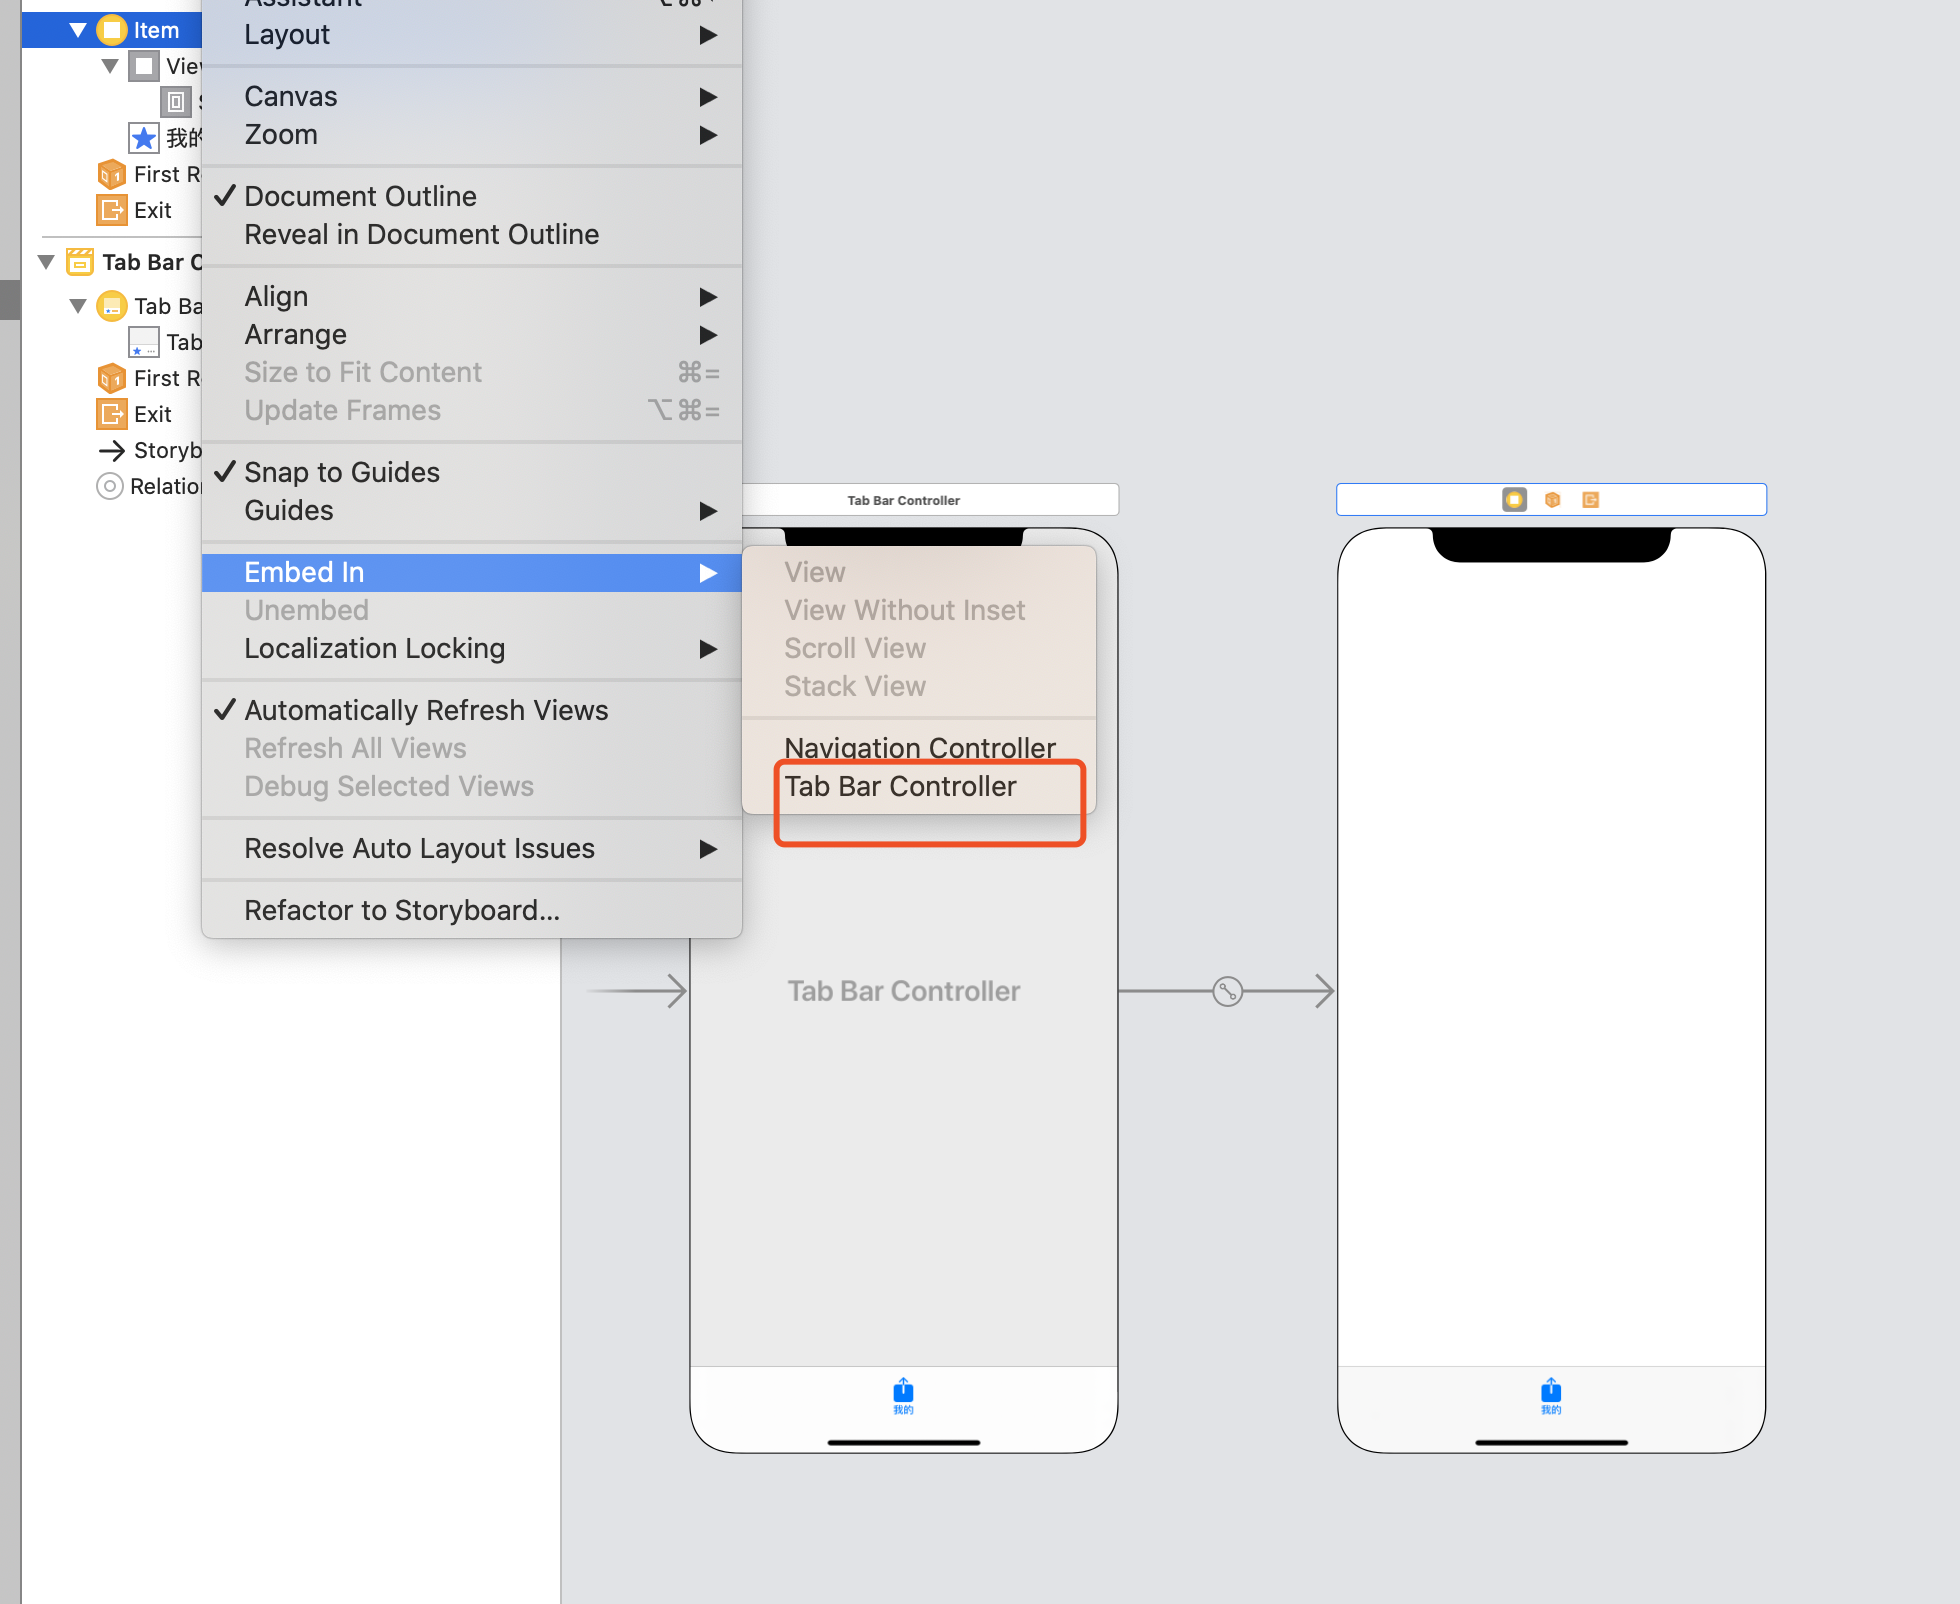 Item
Layout
View
Canvas
Zoom
我的
First R
Exit
Document Outline
Reveal in Document Outline
Tab Bar C
Tab Ba
Tab
First R
Exit
Storyb
Relation
Align
Arrange
Size to Fit Content ⌘=
Update Frames ⌥⌘=
Snap to Guides
Guides
Embed In
Unembed
Localization Locking
Automatically Refresh Views
Refresh All Views
Debug Selected Views
Resolve Auto Layout Issues
Refactor to Storyboard...
View
View Without Inset
Scroll View
Stack View
Navigation Controller
Tab Bar Controller
Tab Bar Controller
Tab Bar Controller
我的
我的